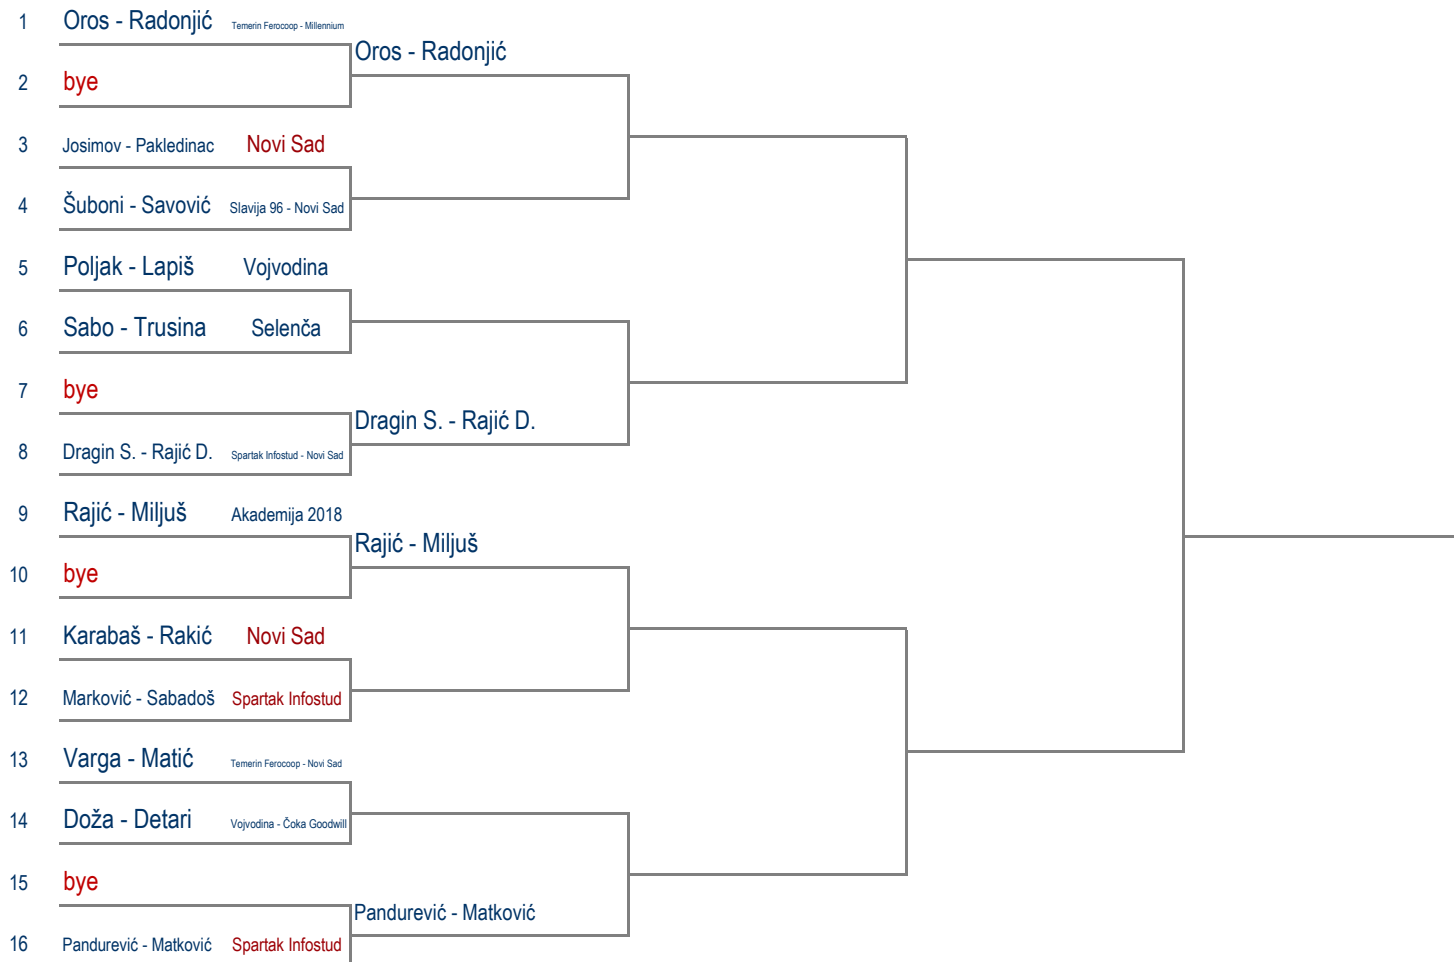 1 Oros - Radonjić Temerin Ferocoop - Millennium
Oros - Radonjić
2 bye
3 Josimov - Pakledinac Novi Sad
4 Šuboni - Savović Slavija 96 - Novi Sad
5 Poljak - Lapiš Vojvodina
6 Sabo - Trusina Selenča
7 bye
Dragin S. - Rajić D.
8 Dragin S. - Rajić D. Spartak Infostud - Novi Sad
9 Rajić - Miljuš Akademija 2018
Rajić - Miljuš
10 bye
11 Karabaš - Rakić Novi Sad
12 Marković - Sabadoš Spartak Infostud
13 Varga - Matić Temerin Ferocoop - Novi Sad
14 Doža - Detari Vojvodina - Čoka Goodwill
15 bye
Pandurević - Matković
16 Pandurević - Matković Spartak Infostud